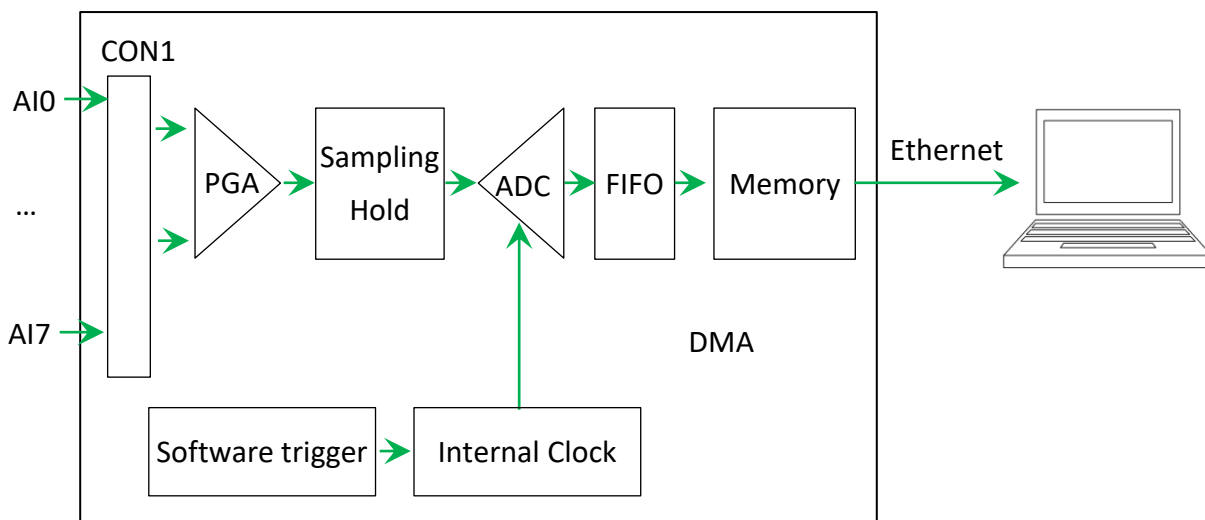 CON1
AI0
...
AI7
PGA
Sampling
Hold
ADC
FIFO
Memory
Ethernet
DMA
Software trigger
Internal Clock